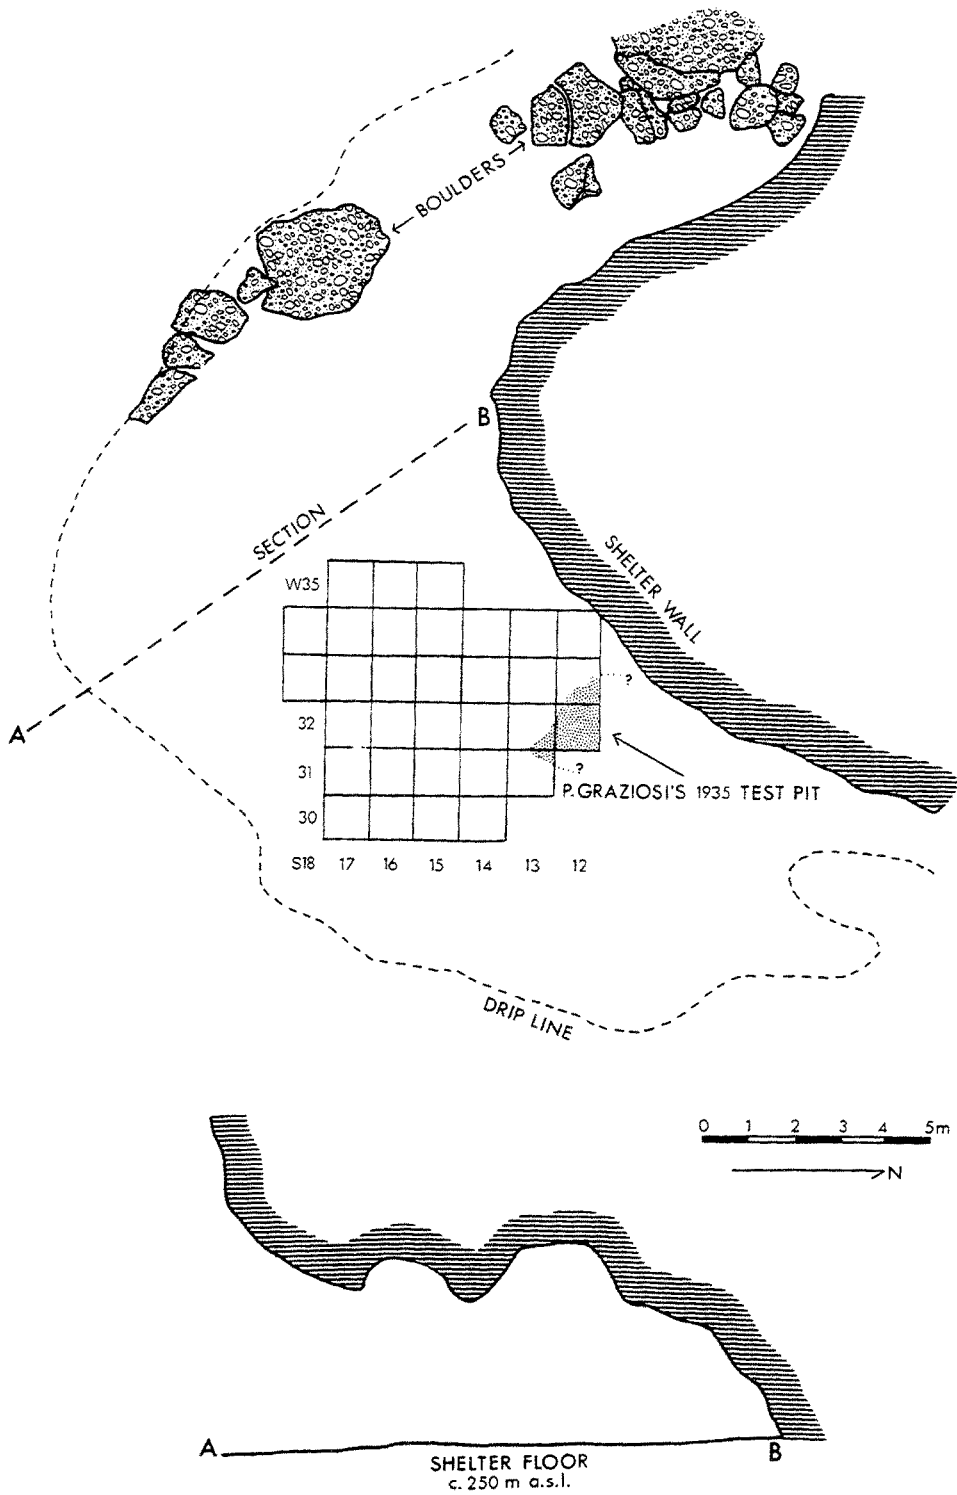 BOULDERS
B
SECTION
W35
SHELTER WALL
?
A
32
31
?
P. GRAZIOSI'S 1935 TEST PIT
30
S18 17 16 15 14 13 12
DRIP LINE
0 1 2 3 4 5m
N
A
B
SHELTER FLOOR
c. 250 m a.s.l.